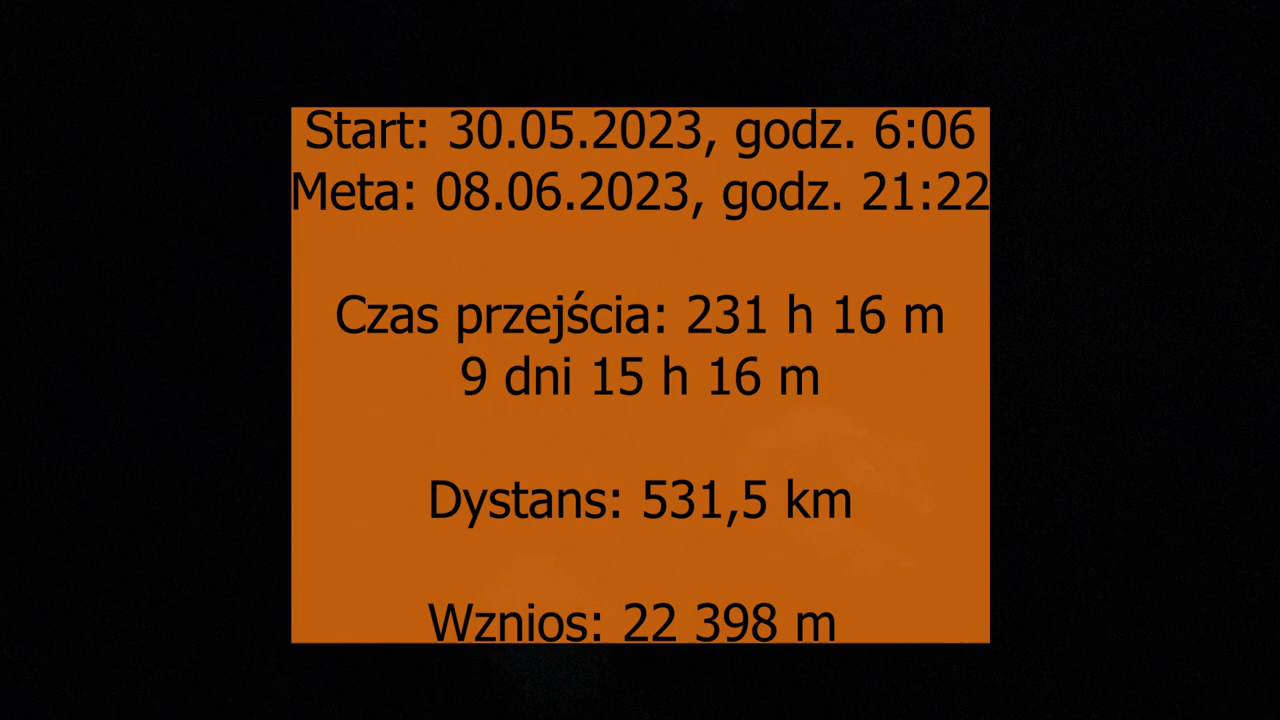 Start: 30.05.2023, godz. 6:06
Meta: 08.06.2023, godz. 21:22
Czas przejścia: 231 h 16 m
9 dni 15 h 16 m
Dystans: 531,5 km
Wznios: 22 398 m